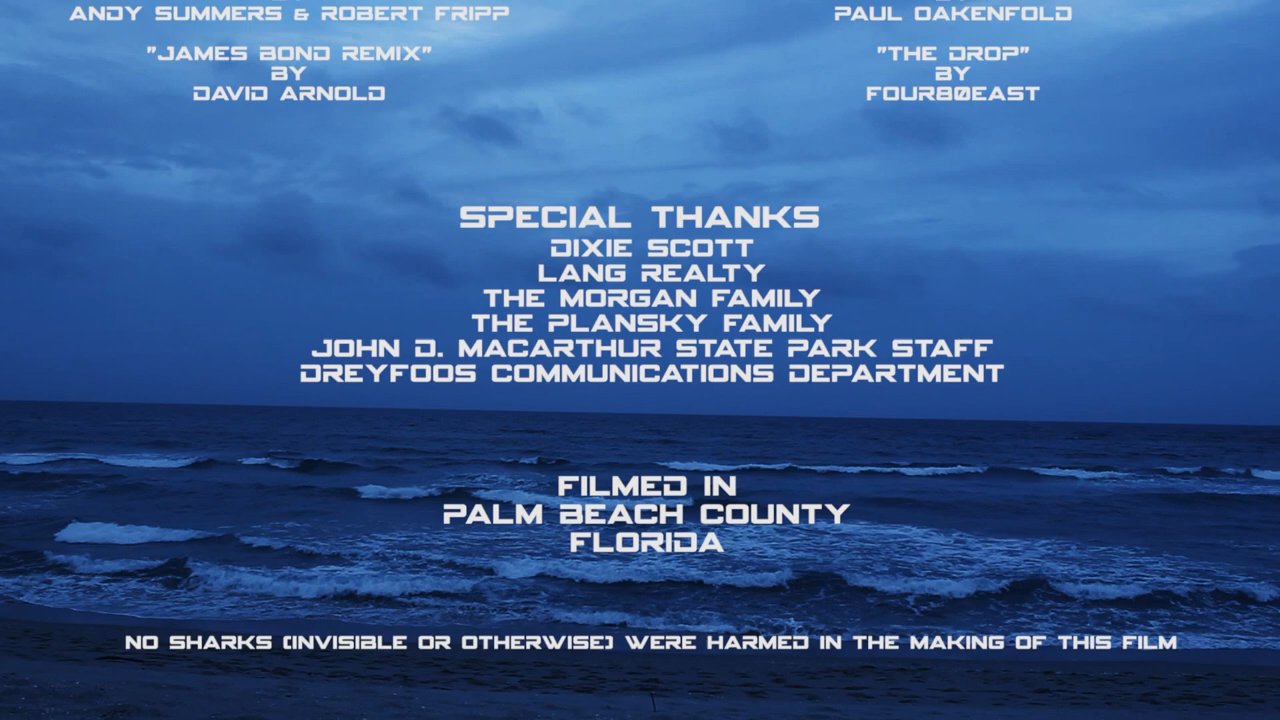 ANDY SUMMERS & ROBERT FRIPP
"JAMES BOND REMIX"
BY
DAVID ARNOLD
PAUL OAKENFOLD
"THE DROP"
BY
FOUR80EAST
SPECIAL THANKS
DIXIE SCOTT
LANG REALTY
THE MORGAN FAMILY
THE PLANSKY FAMILY
JOHN D. MACARTHUR STATE PARK STAFF
DREYFOOS COMMUNICATIONS DEPARTMENT
FILMED IN
PALM BEACH COUNTY
FLORIDA
NO SHARKS (INVISIBLE OR OTHERWISE) WERE HARMED IN THE MAKING OF THIS FILM